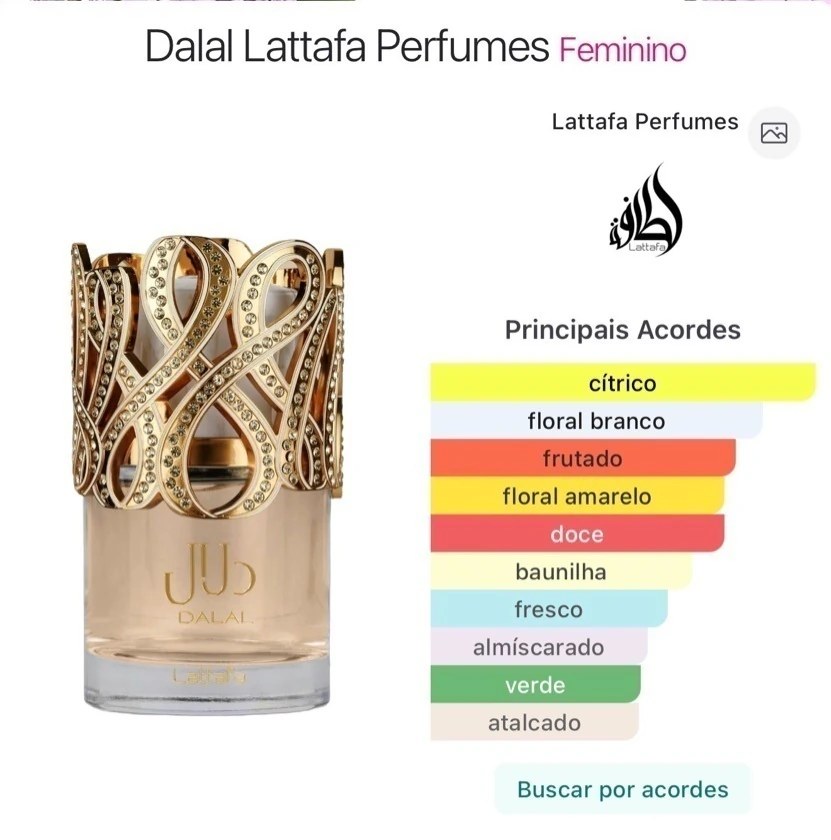 Dalal Lattafa Perfumes Feminino
Lattafa Perfumes
لطافة
Lattafa
Principais Acordes
cítrico
floral branco
frutado
floral amarelo
doce
baunilha
fresco
almíscarado
verde
atalcado
دلال
DALAL
Lattafa
Buscar por acordes